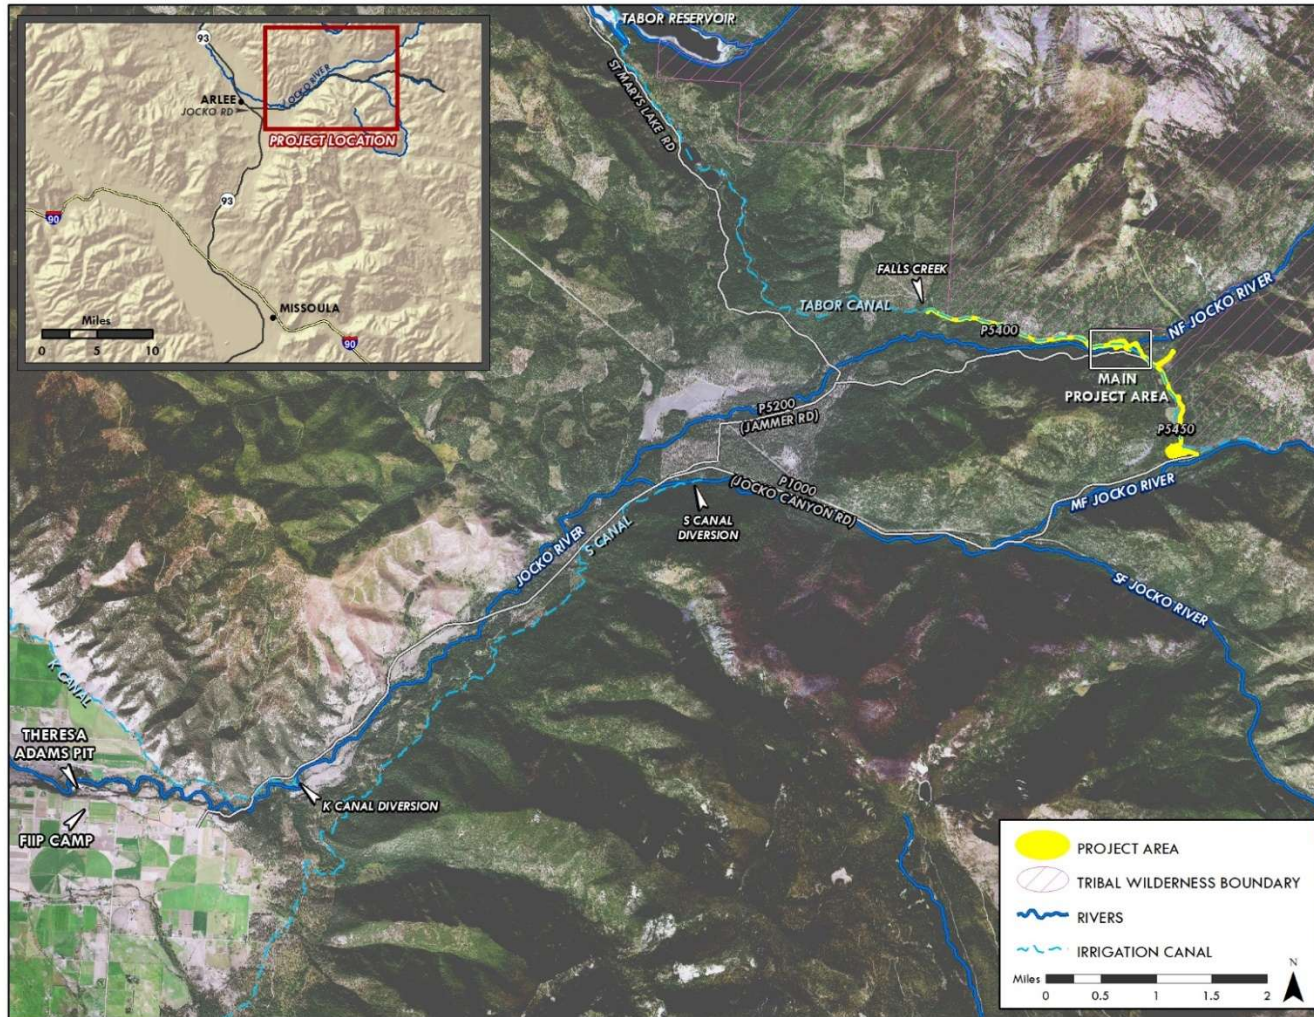 TABOR RESERVOIR
93
JOCKO RIVER
ARLEE
JOCKO RD
PROJECT LOCATION
93
90
MISSOULA
90
Miles
0 5 10
ST MARYS LAKE RD
FALLS CREEK
TABOR CANAL
P5400
NF JOCKO RIVER
MAIN
PROJECT AREA
P5200
(JAMMER RD)
P5450
P1000
(JOCKO CANYON RD)
MF JOCKO RIVER
S CANAL
DIVERSION
S CANAL
JOCKO RIVER
SF JOCKO RIVER
K CANAL
THERESA
ADAMS PIT
K CANAL DIVERSION
FIIP CAMP
PROJECT AREA
TRIBAL WILDERNESS BOUNDARY
RIVERS
IRRIGATION CANAL
N
Miles
0 0.5 1 1.5 2